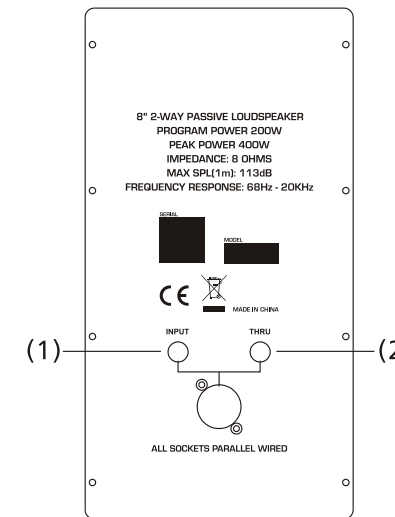 8" 2-WAY PASSIVE LOUDSPEAKER
PROGRAM POWER 200W
PEAK POWER 400W
IMPEDANCE: 8 OHMS
MAX SPL(1m): 113dB
FREQUENCY RESPONSE: 68Hz - 20KHz
SERIAL
MODEL
CE
MADE IN CHINA
INPUT THRU
(1) (2
ALL SOCKETS PARALLEL WIRED